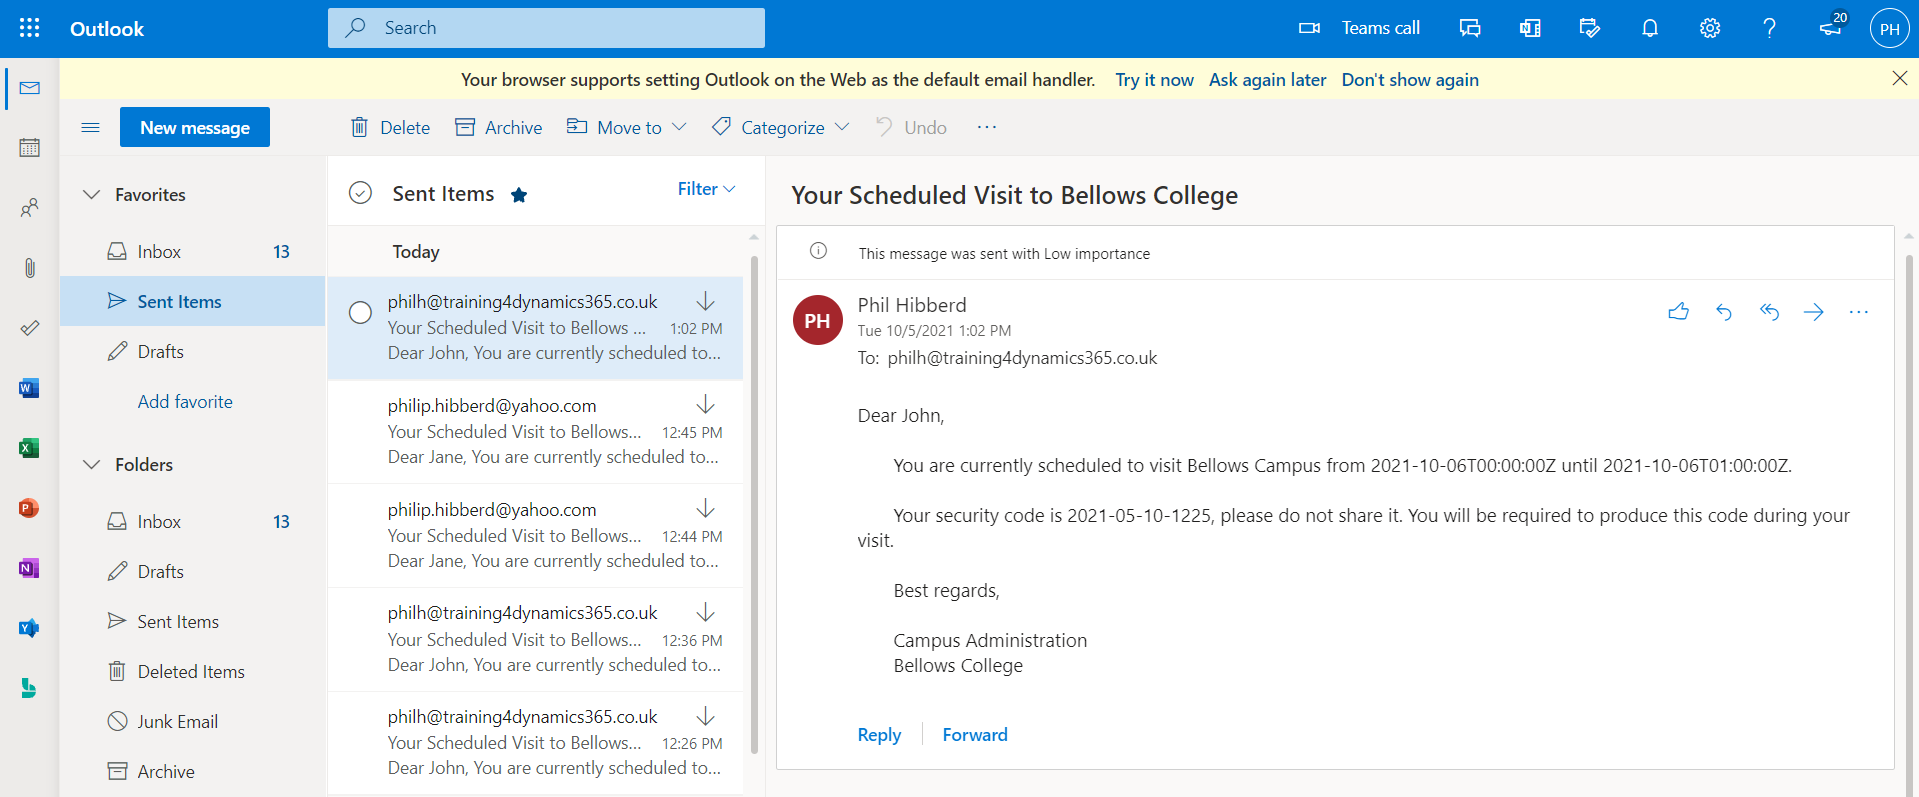 Outlook
Search
Teams call
20
PH
Your browser supports setting Outlook on the Web as the default email handler. Try it now Ask again later Don't show again
New message
Delete
Archive
Move to
Categorize
Undo
Favorites
Inbox 13
Sent Items
Drafts
Add favorite
Folders
Inbox 13
Drafts
Sent Items
Deleted Items
Junk Email
Archive
Sent Items
Filter
Today
philh@training4dynamics365.co.uk
Your Scheduled Visit to Bellows ... 1:02 PM
Dear John, You are currently scheduled to...
philip.hibberd@yahoo.com
Your Scheduled Visit to Bellows... 12:45 PM
Dear Jane, You are currently scheduled to...
philip.hibberd@yahoo.com
Your Scheduled Visit to Bellows... 12:44 PM
Dear Jane, You are currently scheduled to...
philh@training4dynamics365.co.uk
Your Scheduled Visit to Bellows... 12:36 PM
Dear John, You are currently scheduled to...
philh@training4dynamics365.co.uk
Your Scheduled Visit to Bellows... 12:26 PM
Dear John, You are currently scheduled to...
Your Scheduled Visit to Bellows College
This message was sent with Low importance
PH
Phil Hibberd
Tue 10/5/2021 1:02 PM
To: philh@training4dynamics365.co.uk
Dear John,
You are currently scheduled to visit Bellows Campus from 2021-10-06T00:00:00Z until 2021-10-06T01:00:00Z.
Your security code is 2021-05-10-1225, please do not share it. You will be required to produce this code during your
visit.
Best regards,
Campus Administration
Bellows College
Reply
Forward